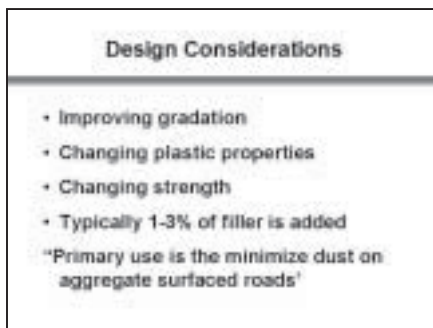 Design Considerations
• Improving gradation
• Changing plastic properties
• Changing strength
• Typically 1-3% of filler is added
"Primary use is the minimize dust on
aggregate surfaced roads'